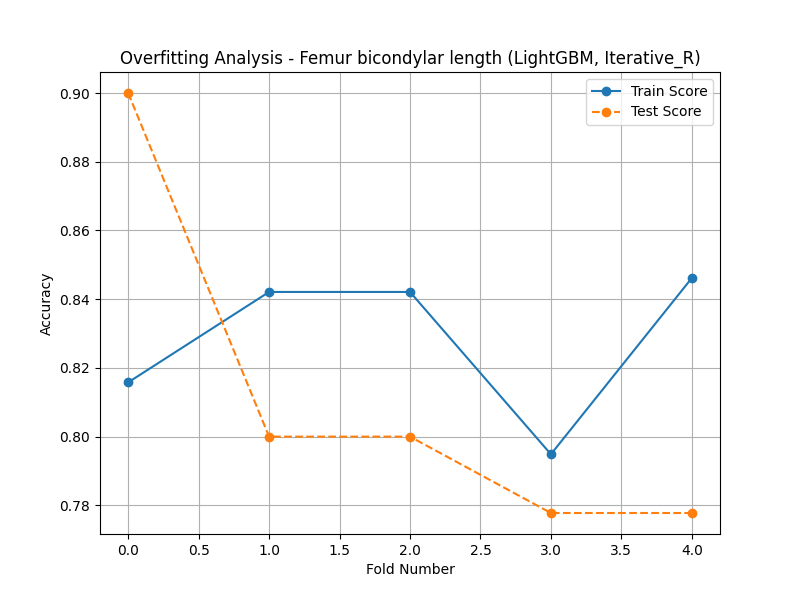 Overfitting Analysis - Femur bicondylar length (LightGBM, Iterative_R)
Train Score
Test Score
Accuracy
0.90
0.88
0.86
0.84
0.82
0.80
0.78
0.0 0.5 1.0 1.5 2.0 2.5 3.0 3.5 4.0
Fold Number